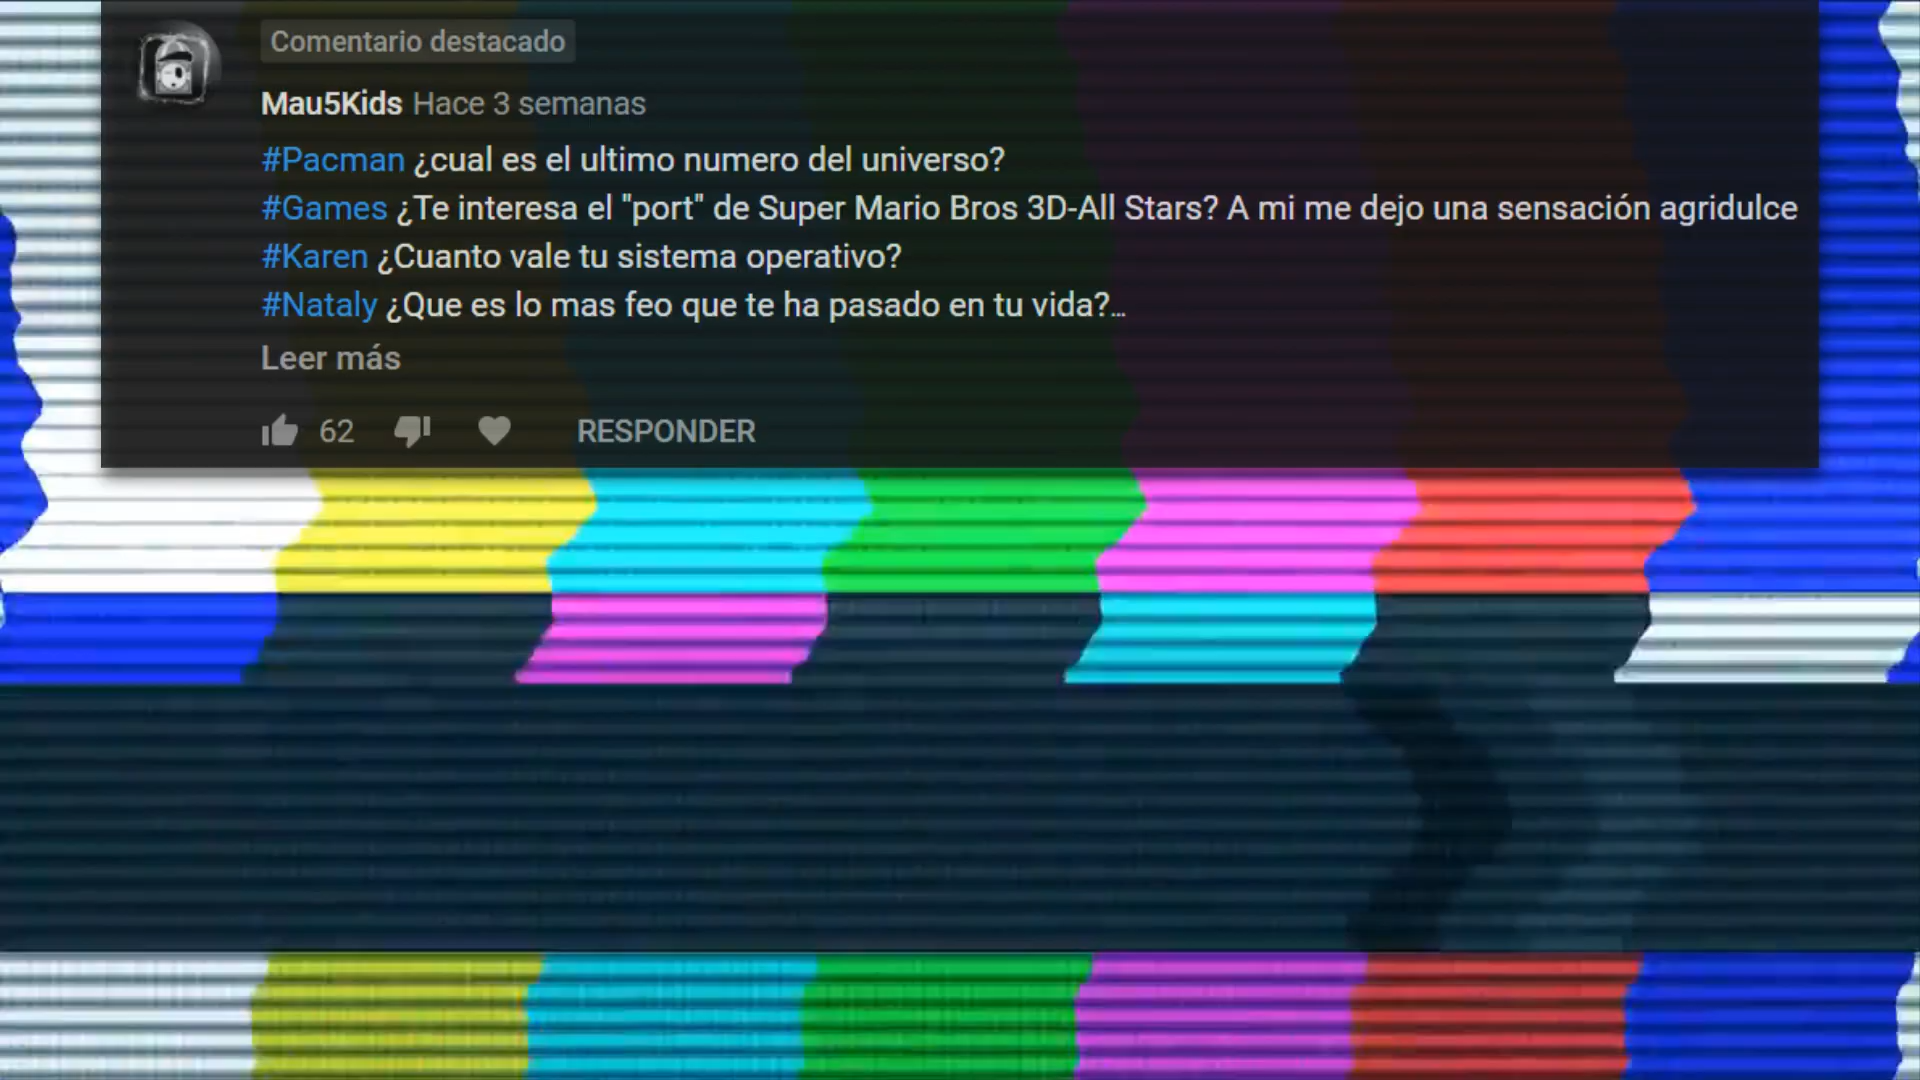 Comentario destacado
Mau5Kids Hace 3 semanas
#Pacman ¿cual es el ultimo numero del universo?
#Games ¿Te interesa el "port" de Super Mario Bros 3D-All Stars? A mi me dejo una sensación agridulce
#Karen ¿Cuanto vale tu sistema operativo?
#Nataly ¿Que es lo mas feo que te ha pasado en tu vida?...
Leer más
62 RESPONDER